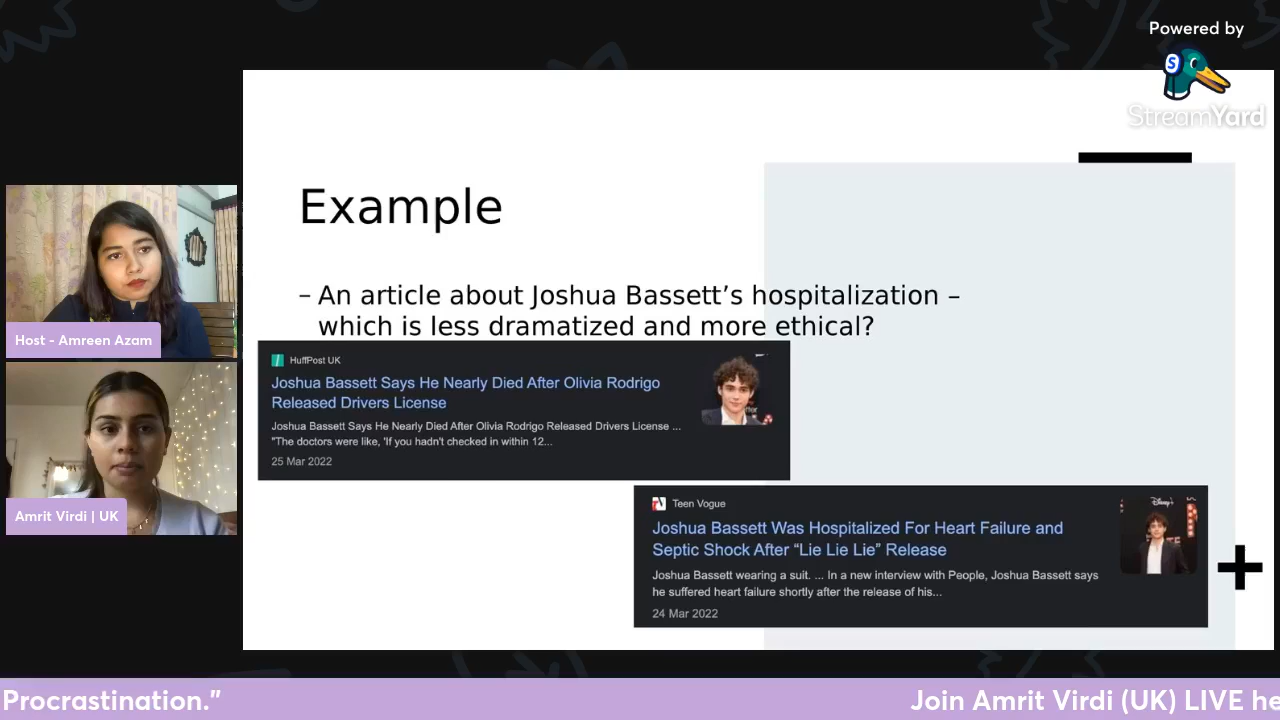 Powered by
StreamYard
Example
– An article about Joshua Bassett’s hospitalization –
which is less dramatized and more ethical?
HuffPost UK
Joshua Bassett Says He Nearly Died After Olivia Rodrigo
Released Drivers License
Joshua Bassett Says He Nearly Died After Olivia Rodrigo Released Drivers License ...
"The doctors were like, 'If you hadn't checked in within 12...
25 Mar 2022
Teen Vogue
Joshua Bassett Was Hospitalized For Heart Failure and
Septic Shock After “Lie Lie Lie” Release
Joshua Bassett wearing a suit. ... In a new interview with People, Joshua Bassett says
he suffered heart failure shortly after the release of his...
24 Mar 2022
Disney+
Host - Amreen Azam
Amrit Virdi | UK
Procrastination.” Join Amrit Virdi (UK) LIVE he